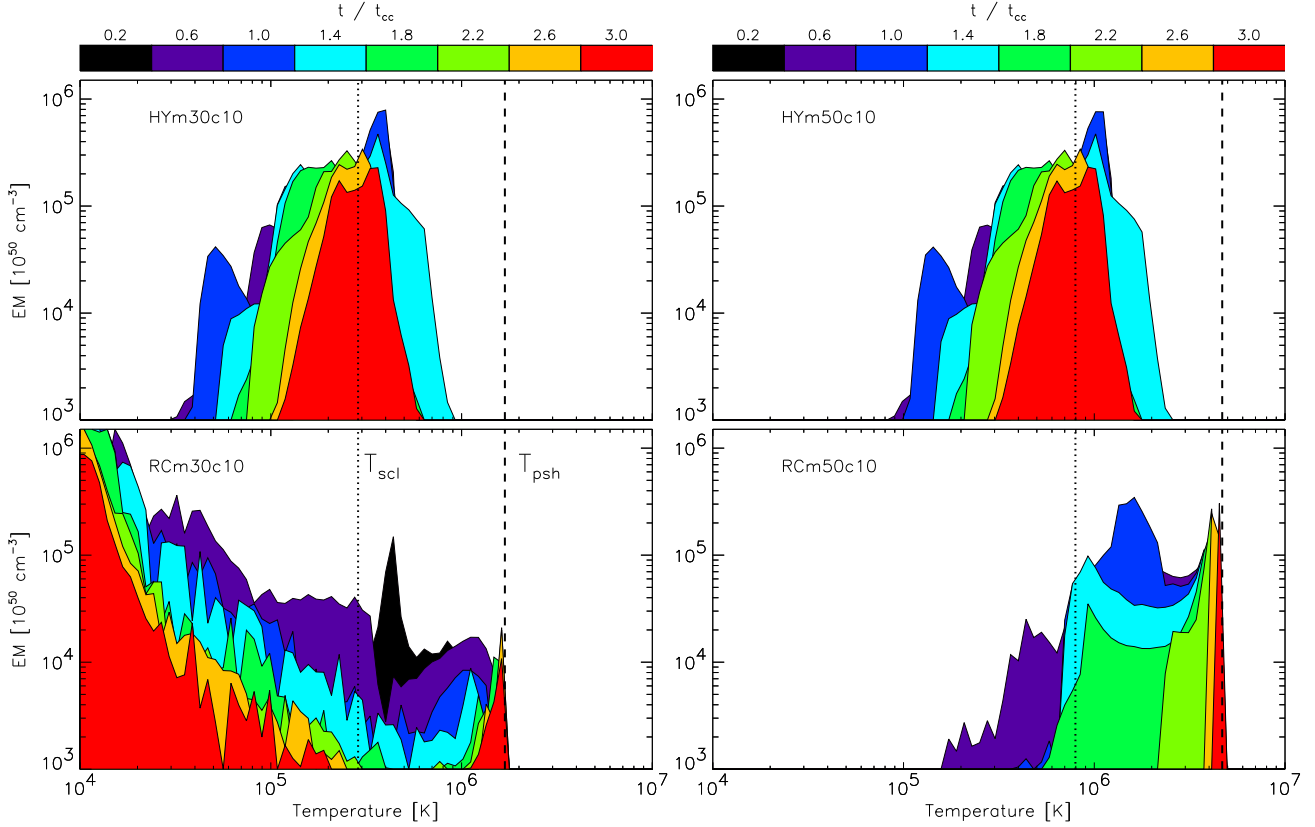 t / t_cc t / t_cc
0.2 0.6 1.0 1.4 1.8 2.2 2.6 3.0 0.2 0.6 1.0 1.4 1.8 2.2 2.6 3.0
HYm30c10 HYm50c10
10^6 10^6
10^5 10^5
10^4 10^4
10^3 10^3
EM [10^50 cm^-3]
RCm30c10 T_scl T_psh RCm50c10
10^6 10^6
10^5 10^5
10^4 10^4
10^3 10^3
EM [10^50 cm^-3]
10^4 10^5 10^6 10^7 10^4 10^5 10^6 10^7
Temperature [K] Temperature [K]